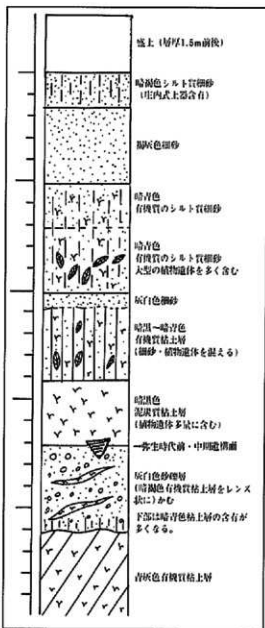 盛土（層厚1.5m前後）
暗褐色シルト質細砂
（庄内式土器含有）
褐灰色細砂
暗青色
有機質のシルト質細砂
暗青色
有機質のシルト質細砂
大型の植物遺体を多く含む
灰白色細砂
暗黒〜暗青色
有機質粘土層
（細砂・植物遺体を混える）
暗黒色
泥炭質粘土層
（植物遺体多量に含む）
弥生時代前・中期遺構面
灰白色砂礫層
（暗褐色有機質粘土層をレンズ
状に）かむ
下部は暗青色粘土層の含有が
多くなる。
青灰色有機質粘土層